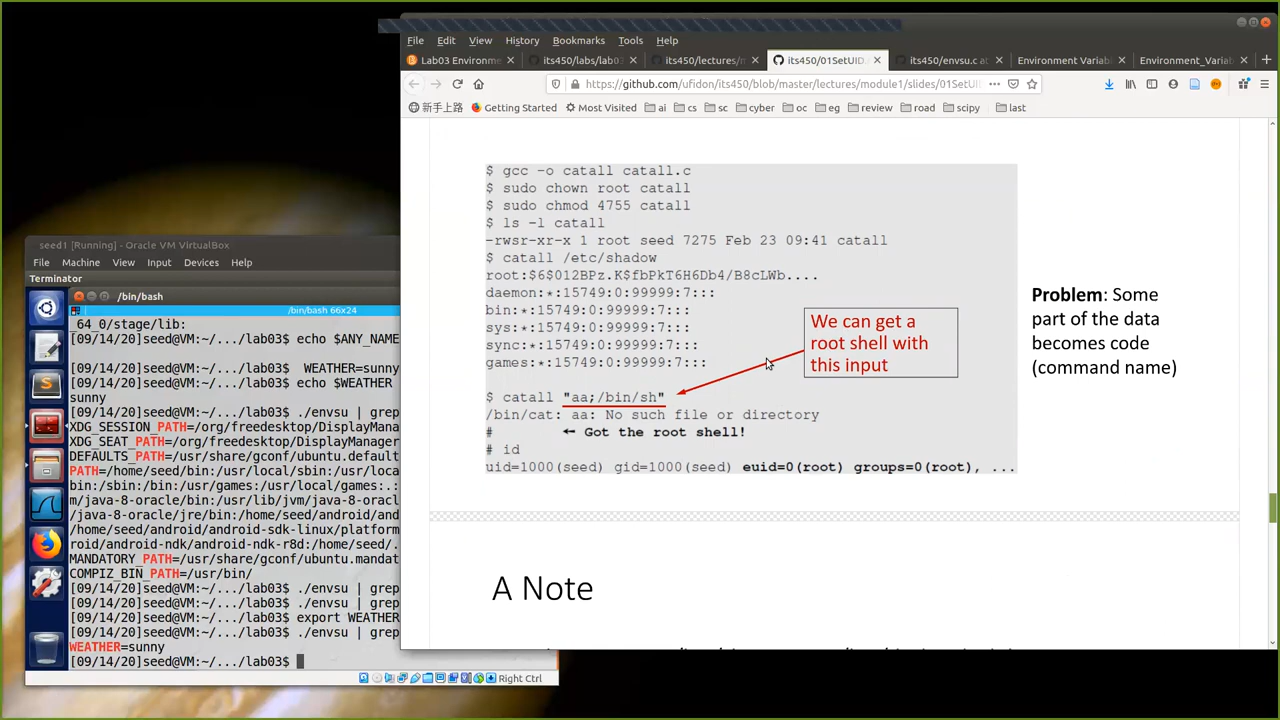 File Edit View History Bookmarks Tools Help
Lab03 Environme
its450/labs/lab03
its450/lectures/m
its450/01SetUID.
its450/envsu.c at
Environment Variab
Environment_Variab
https://github.com/ufidon/its450/blob/master/lectures/module1/slides/01SetUID
新手上路 Getting Started Most Visited ai cs sc cyber oc eg review road scipy last
$ gcc -o catall catall.c
$ sudo chown root catall
$ sudo chmod 4755 catall
$ ls -l catall
-rwsr-xr-x 1 root seed 7275 Feb 23 09:41 catall
$ catall /etc/shadow
root:$6$012BPz.K$fbPkT6H6Db4/B8cLWb....
daemon:*:15749:0:99999:7:::
bin:*:15749:0:99999:7:::
sys:*:15749:0:99999:7:::
sync:*:15749:0:99999:7:::
games:*:15749:0:99999:7:::
We can get a
root shell with
this input
$ catall "aa;/bin/sh"
/bin/cat: aa: No such file or directory
# ← Got the root shell!
# id
uid=1000(seed) gid=1000(seed) euid=0(root) groups=0(root), ...
Problem: Some
part of the data
becomes code
(command name)
A Note
seed1 [Running] - Oracle VM VirtualBox
File Machine View Input Devices Help
Terminator
/bin/bash
/bin/bash 66x24
_64_0/stage/lib:
[09/14/20]seed@VM:~/.../lab03$ echo $ANY_NAME
[09/14/20]seed@VM:~/.../lab03$  WEATHER=sunny
[09/14/20]seed@VM:~/.../lab03$ echo $WEATHER
sunny
[09/14/20]seed@VM:~/.../lab03$ ./envsu | grep
XDG_SESSION_PATH=/org/freedesktop/DisplayManager
XDG_SEAT_PATH=/org/freedesktop/DisplayManager
DEFAULTS_PATH=/usr/share/gconf/ubuntu.default
PATH=/home/seed/bin:/usr/local/sbin:/usr/local
bin:/sbin:/bin:/usr/games:/usr/local/games:.:
m/java-8-oracle/bin:/usr/lib/jvm/java-8-oracl
/java-8-oracle/jre/bin:/home/seed/android/and
/home/seed/android/android-sdk-linux/platform
roid/android-ndk/android-ndk-r8d:/home/seed/.
MANDATORY_PATH=/usr/share/gconf/ubuntu.mandat
COMPIZ_BIN_PATH=/usr/bin/
[09/14/20]seed@VM:~/.../lab03$ ./envsu | grep
[09/14/20]seed@VM:~/.../lab03$ ./envsu | grep
[09/14/20]seed@VM:~/.../lab03$ export WEATHER
[09/14/20]seed@VM:~/.../lab03$ ./envsu | grep
WEATHER=sunny
[09/14/20]seed@VM:~/.../lab03$
Right Ctrl